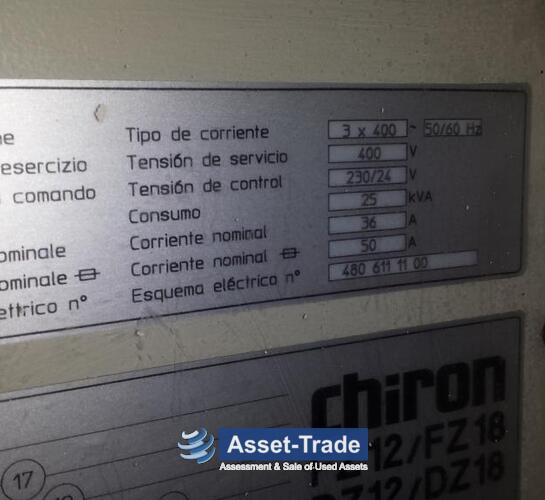 Tipo de corriente 3 x 400 ~ 50/60 Hz
esercizio Tensión de servicio 400 V
comando Tensión de control 230/24 V
Consumo 25 kVA
ominale Corriente nominal 36 A
ominale Corriente nominal 50 A
ettrico n° Esquema eléctrico n° 480 611 11 00
chiron
FZ12/FZ18
DZ12/DZ18
17
Asset-Trade
Assessment & Sale of Used Assets